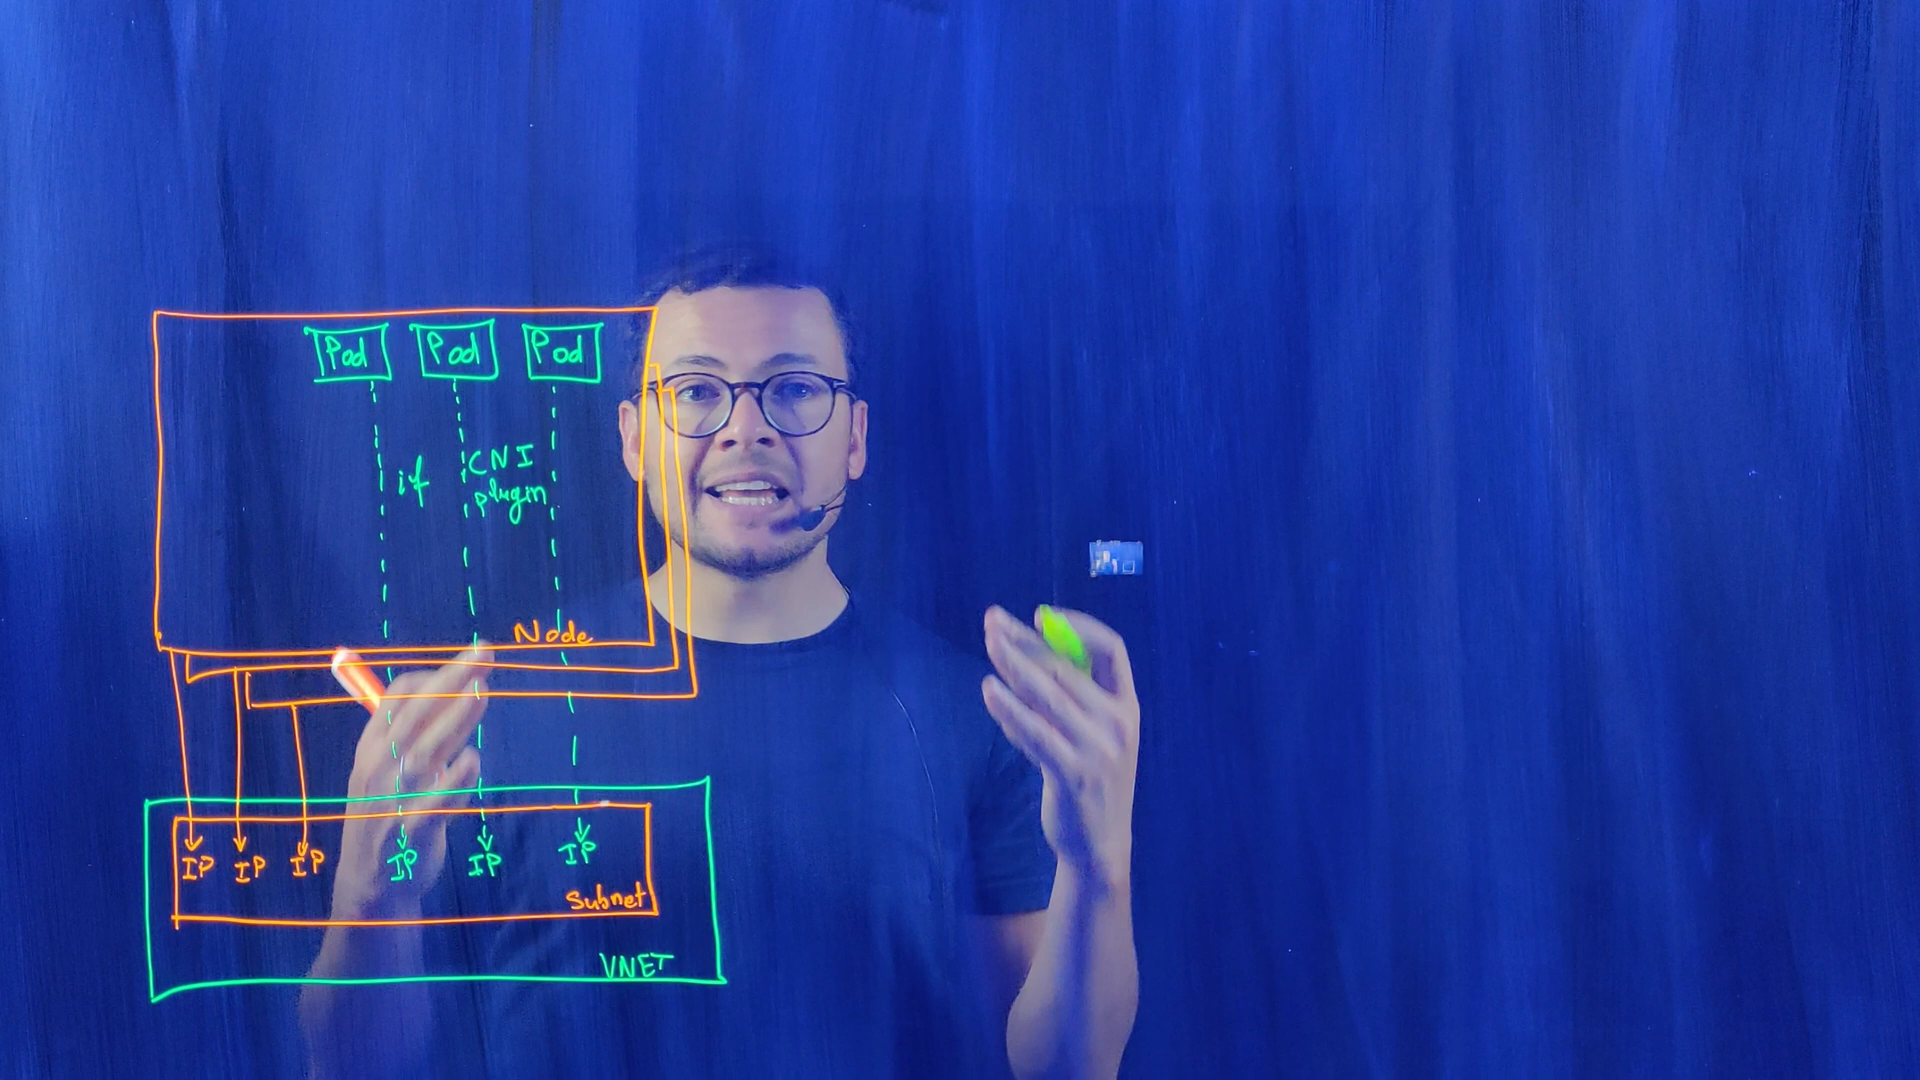 Pod Pod Pod
if CNI
Plugin
Node
IP IP IP IP IP IP
Subnet
VNET